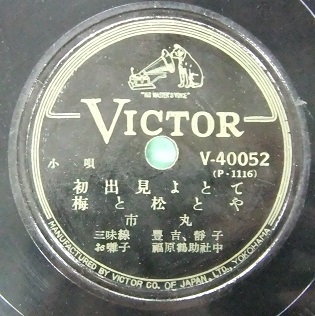 "HIS MASTER'S VOICE"
VICTOR
小唄
V-40052
(P-1116)
初出見よとて
梅と松とや
市丸
三味線 豊吉、静子
お囃子 福原鶴助社中
MANUFACTURED BY VICTOR CO. OF JAPAN, LTD., YOKOHAMA